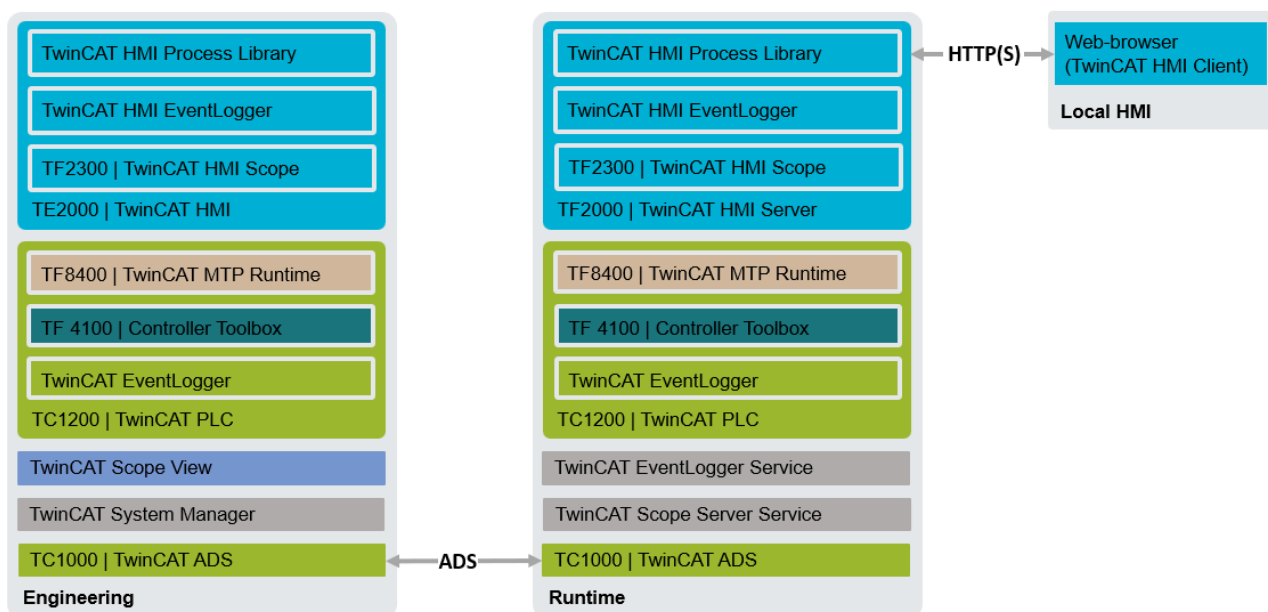 TwinCAT HMI Process Library
TwinCAT HMI EventLogger
TF2300 | TwinCAT HMI Scope
TE2000 | TwinCAT HMI
TF8400 | TwinCAT MTP Runtime
TF 4100 | Controller Toolbox
TwinCAT EventLogger
TC1200 | TwinCAT PLC
TwinCAT Scope View
TwinCAT System Manager
TC1000 | TwinCAT ADS
Engineering
ADS
TwinCAT HMI Process Library
TwinCAT HMI EventLogger
TF2300 | TwinCAT HMI Scope
TF2000 | TwinCAT HMI Server
TF8400 | TwinCAT MTP Runtime
TF 4100 | Controller Toolbox
TwinCAT EventLogger
TC1200 | TwinCAT PLC
TwinCAT EventLogger Service
TwinCAT Scope Server Service
TC1000 | TwinCAT ADS
Runtime
HTTP(S)
Web-browser
(TwinCAT HMI Client)
Local HMI